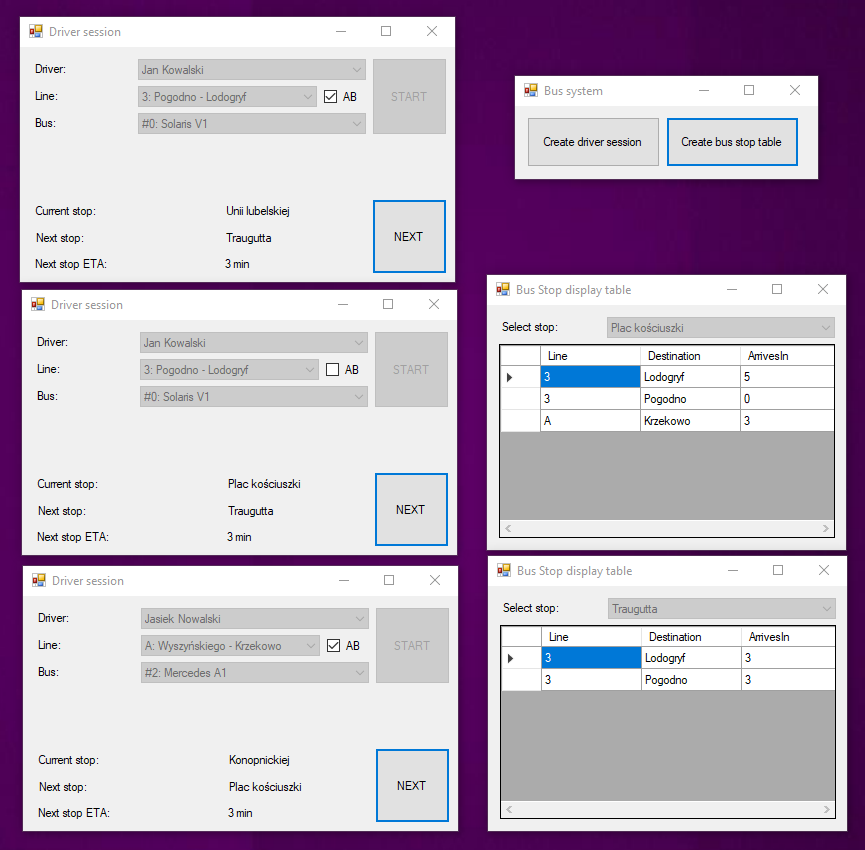 Driver session
Driver: Jan Kowalski START
Line: 3: Pogodno - Lodogryf AB
Bus: #0: Solaris V1
Current stop: Unii lubelskiej NEXT
Next stop: Traugutta
Next stop ETA: 3 min
Driver session
Driver: Jan Kowalski START
Line: 3: Pogodno - Lodogryf AB
Bus: #0: Solaris V1
Current stop: Plac kościuszki NEXT
Next stop: Traugutta
Next stop ETA: 3 min
Driver session
Driver: Jasiek Nowalski START
Line: A: Wyszyńskiego - Krzekowo AB
Bus: #2: Mercedes A1
Current stop: Konopnickiej NEXT
Next stop: Plac kościuszki
Next stop ETA: 3 min
Bus system
Create driver session Create bus stop table
Bus Stop display table
Select stop: Plac kościuszki
Line Destination ArrivesIn
3 Lodogryf 5
3 Pogodno 0
A Krzekowo 3
Bus Stop display table
Select stop: Traugutta
Line Destination ArrivesIn
3 Lodogryf 3
3 Pogodno 3